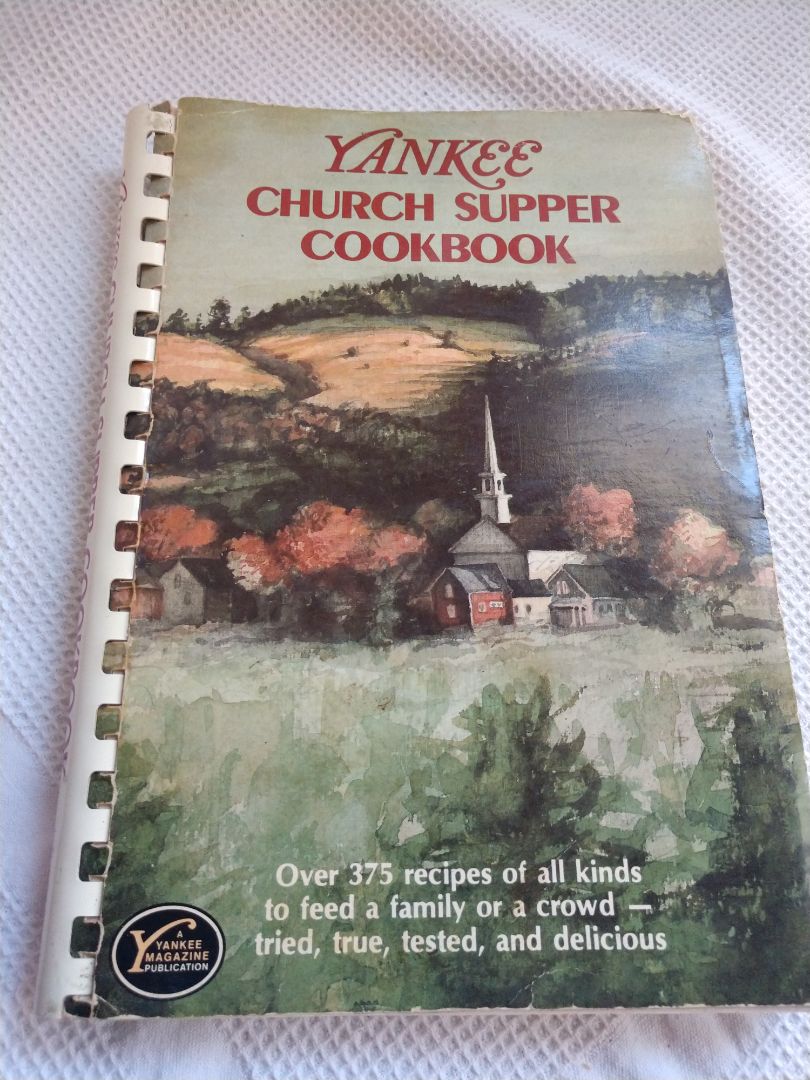 YANKEE
CHURCH SUPPER
COOKBOOK
Over 375 recipes of all kinds
to feed a family or a crowd —
tried, true, tested, and delicious
A
YANKEE
MAGAZINE
PUBLICATION